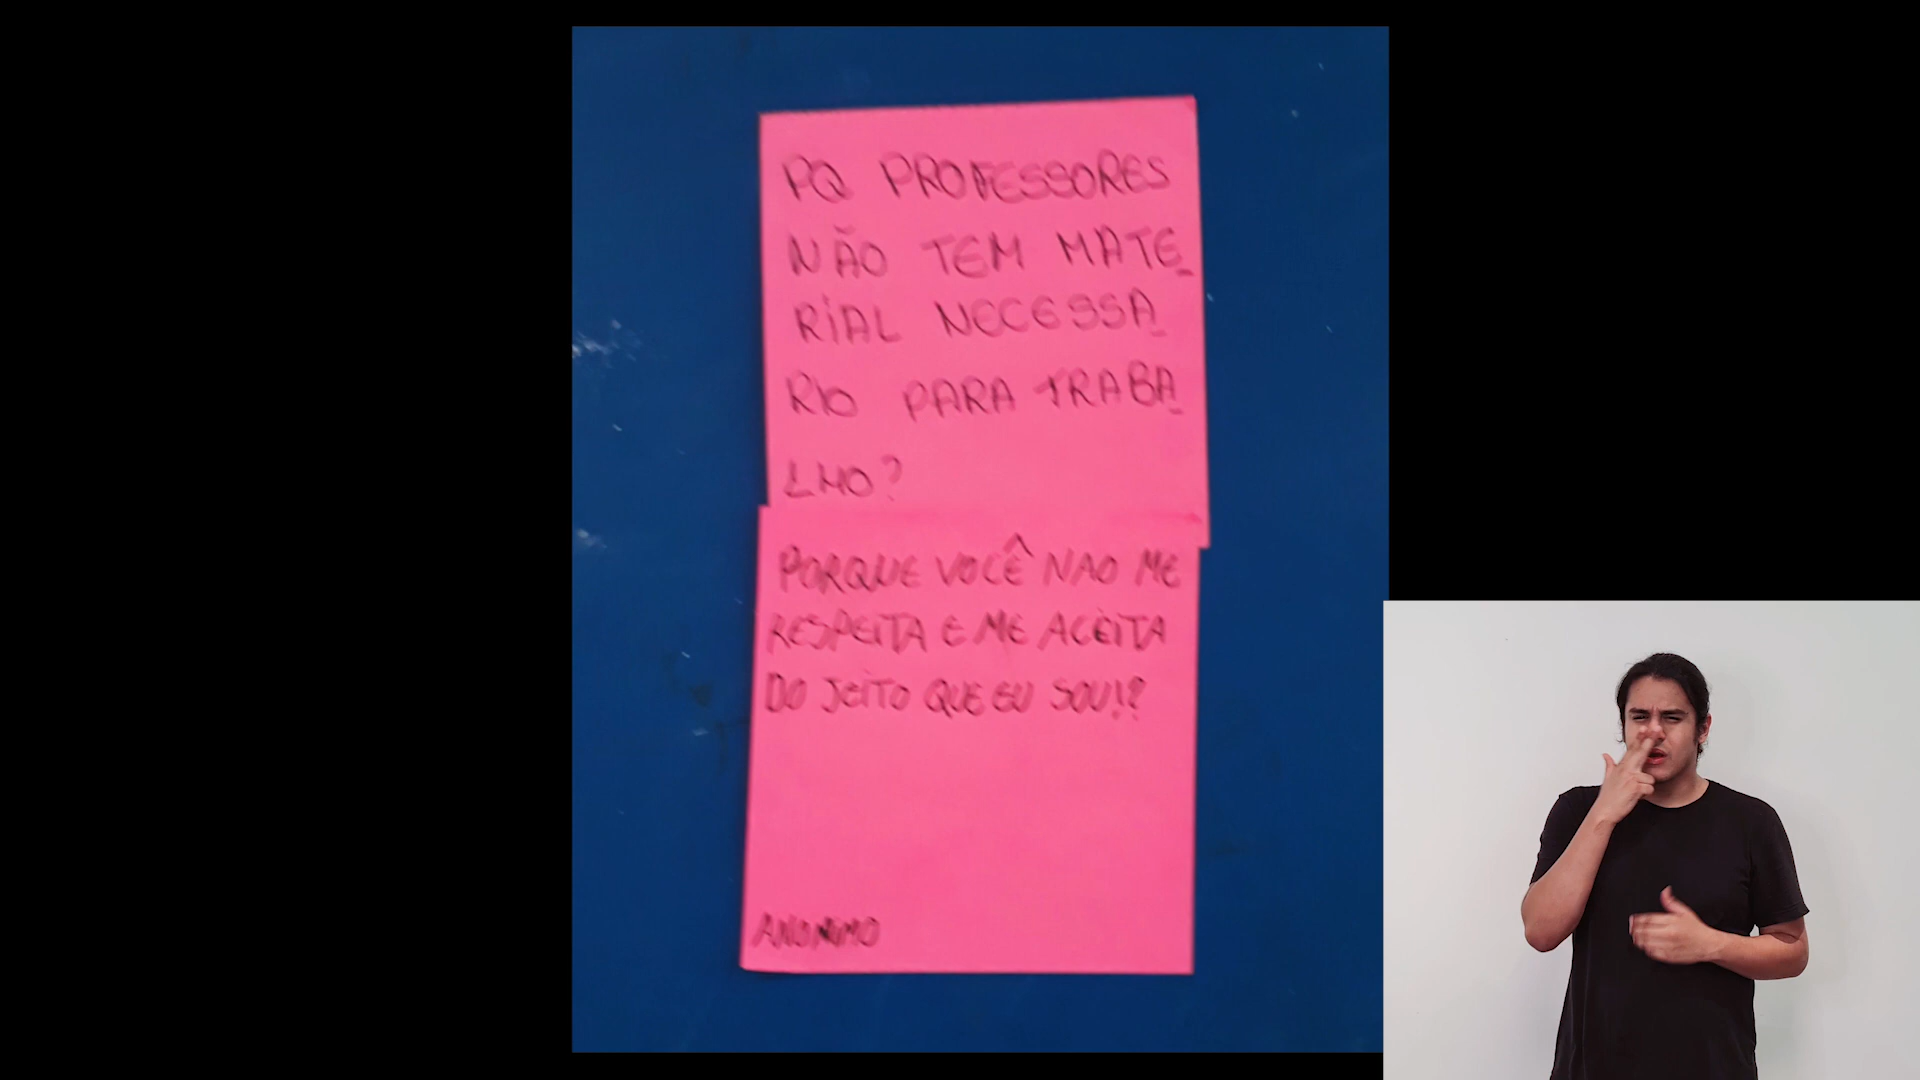 PQ PROFESSORES
NÃO TEM MATE_
RIAL NECESSA_
RIO PARA TRABA_
LHO?
PORQUE VOCÊ NAO ME
RESPEITA E ME ACEITA
DO JEITO QUE EU SOU!?
ANONIMO